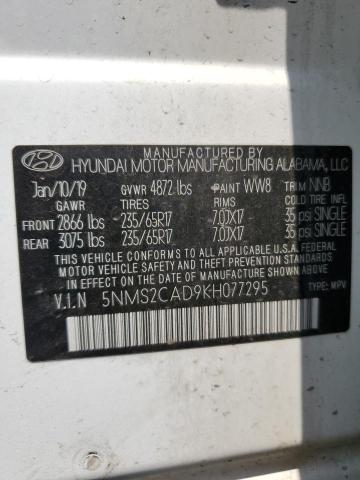 MANUFACTURED BY
HYUNDAI MOTOR MANUFACTURING ALABAMA, LLC
Jan/10/19 GVWR 4872 lbs PAINT WW8 TRIM NNB
GAWR TIRES RIMS COLD TIRE INFL
FRONT 2866 lbs 235/65R17 7.0JX17 35 psi SINGLE
REAR 3075 lbs 235/65R17 7.0JX17 35 psi SINGLE
THIS VEHICLE CONFORMS TO ALL APPLICABLE U.S.A. FEDERAL
MOTOR VEHICLE SAFETY STANDARDS IN EFFECT ON
THE DATE OF MANUFACTURE SHOWN ABOVE.
V.I.N 5NMS2CAD9KH077295
TYPE: MPV